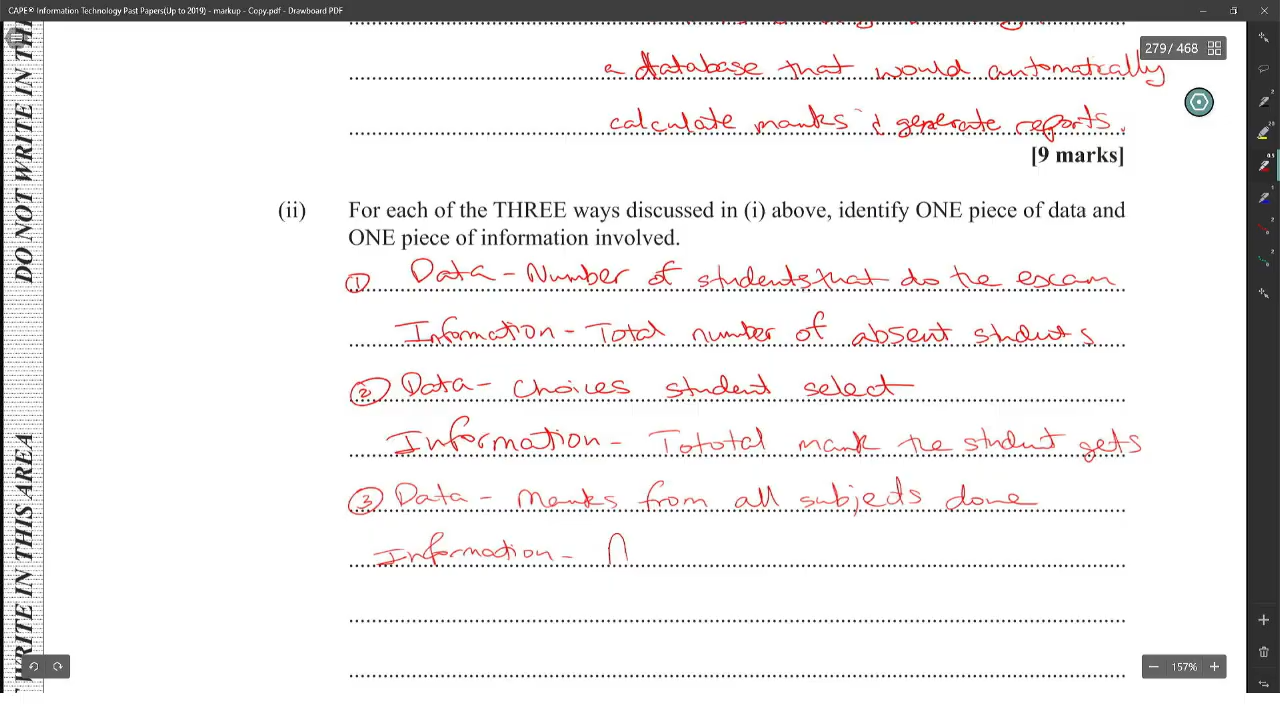 CAPE® Information Technology Past Papers(Up to 2019) - markup - Copy.pdf - Drawboard PDF
279 / 468
a database that would automatically
calculate marks & generate reports.
[9 marks]
(ii) For each of the THREE ways discussed in (i) above, identify ONE piece of data and
ONE piece of information involved.
① Data - Number of students that do the exam
Information - Total number of absent students
② Data - Choices student select
Information - Tototal mark the student gets
③ Data - Marks from all subjects done
Information -
DO NOT WRITE IN TH
WRITE IN THIS AREA
157%